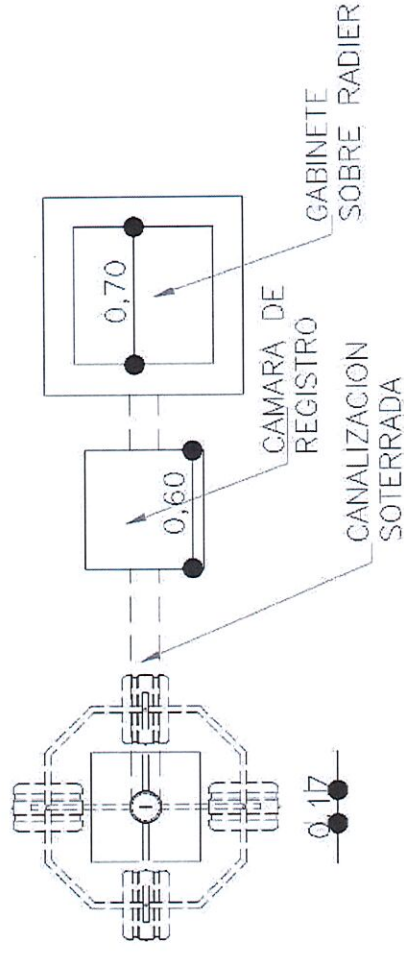 0,70
0,60
0,17
GABINETE
SOBRE RADIER
CAMARA DE
REGISTRO
CANALIZACION
SOTERRADA